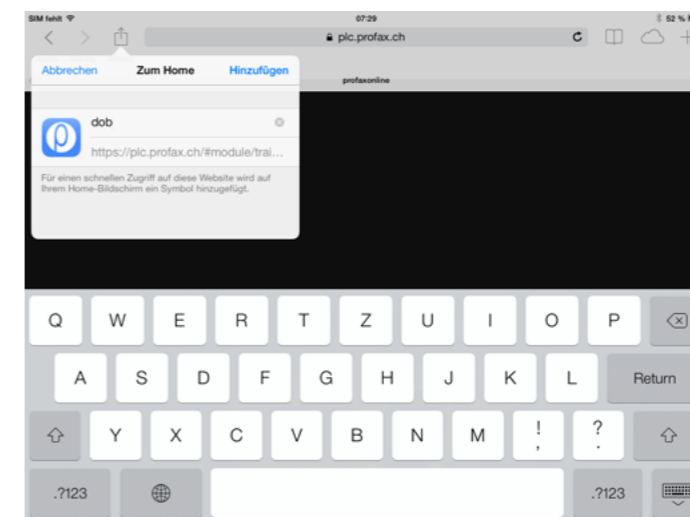 SIM fehlt 07:29 52 %
plc.profax.ch
Abbrechen Zum Home Hinzufügen
profaxonline
dob
https://plc.profax.ch/#module/trai...
Für einen schnellen Zugriff auf diese Website wird auf
Ihrem Home-Bildschirm ein Symbol hinzugefügt.
Q W E R T Z U I O P
A S D F G H J K L Return
Y X C V B N M ! , ? .
.?123 .?123